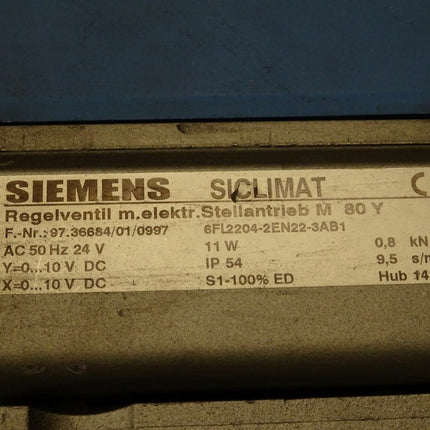 SIEMENS SICLIMAT C
Regelventil m.elektr.Stellantrieb M 80 Y
F.-Nr.:97.36684/01/0997 6FL2204-2EN22-3AB1
AC 50 Hz 24 V 11 W 0,8 kN
Y=0...10 V DC IP 54 9,5 s/m
X=0...10 V DC S1-100% ED Hub 14